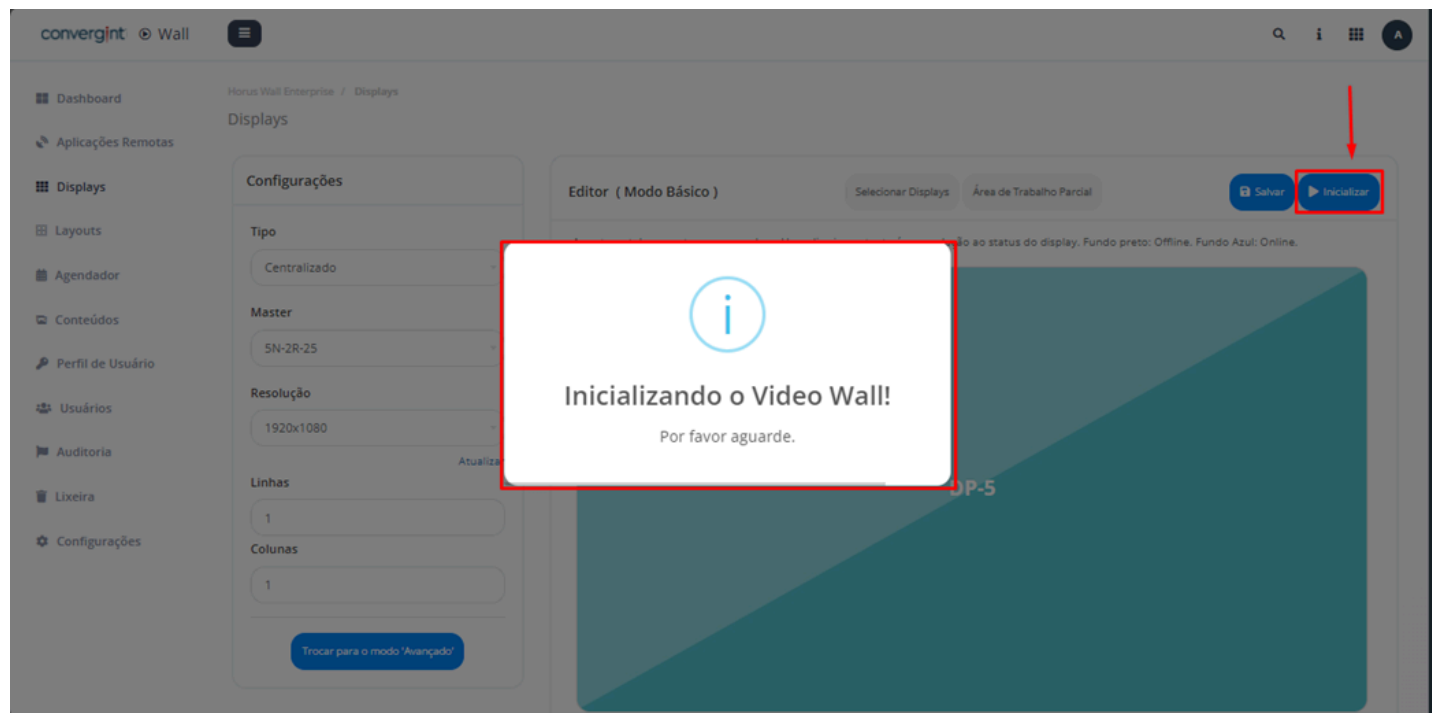 convergint Wall
A
Horus Wall Enterprise / Displays
Displays
Dashboard
Aplicações Remotas
Displays
Layouts
Agendador
Conteúdos
Perfil de Usuário
Usuários
Auditoria
Lixeira
Configurações
Configurações
Tipo
Centralizado
Master
5N-2R-25
Resolução
1920x1080
Atualizar
Linhas
1
Colunas
1
Trocar para o modo 'Avançado'
Editor ( Modo Básico )
Selecionar Displays
Área de Trabalho Parcial
Salvar
Inicializar
ao status do display. Fundo preto: Offline. Fundo Azul: Online.
i
Inicializando o Video Wall!
Por favor aguarde.
DP-5